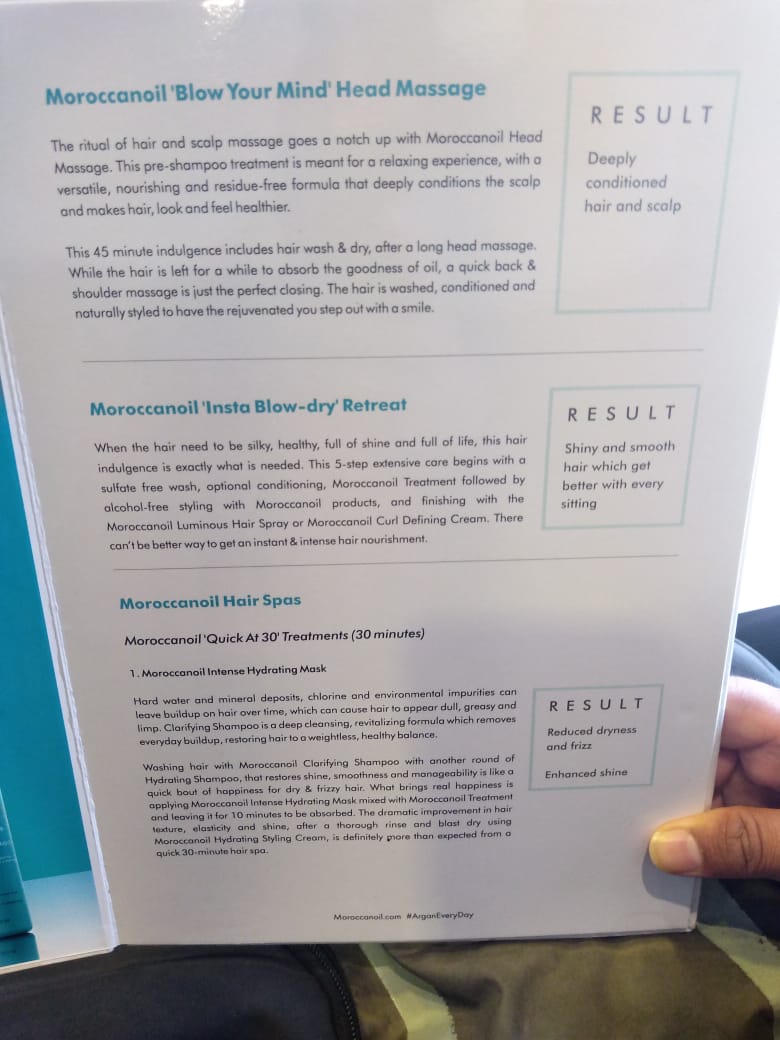 Moroccanoil 'Blow Your Mind' Head Massage
The ritual of hair and scalp massage goes a notch up with Moroccanoil Head
Massage. This pre-shampoo treatment is meant for a relaxing experience, with a
versatile, nourishing and residue-free formula that deeply conditions the scalp
and makes hair, look and feel healthier.
This 45 minute indulgence includes hair wash & dry, after a long head massage.
While the hair is left for a while to absorb the goodness of oil, a quick back &
shoulder massage is just the perfect closing. The hair is washed, conditioned and
naturally styled to have the rejuvenated you step out with a smile.
RESULT
Deeply
conditioned
hair and scalp
Moroccanoil 'Insta Blow-dry' Retreat
When the hair need to be silky, healthy, full of shine and full of life, this hair
indulgence is exactly what is needed. This 5-step extensive care begins with a
sulfate free wash, optional conditioning, Moroccanoil Treatment followed by
alcohol-free styling with Moroccanoil products, and finishing with the
Moroccanoil Luminous Hair Spray or Moroccanoil Curl Defining Cream. There
can't be better way to get an instant & intense hair nourishment.
RESULT
Shiny and smooth
hair which get
better with every
sitting
Moroccanoil Hair Spas
Moroccanoil 'Quick At 30' Treatments (30 minutes)
1. Moroccanoil Intense Hydrating Mask
Hard water and mineral deposits, chlorine and environmental impurities can
leave buildup on hair over time, which can cause hair to appear dull, greasy and
limp. Clarifying Shampoo is a deep cleansing, revitalizing formula which removes
everyday buildup, restoring hair to a weightless, healthy balance.
Washing hair with Moroccanoil Clarifying Shampoo with another round of
Hydrating Shampoo, that restores shine, smoothness and manageability is like a
quick bout of happiness for dry & frizzy hair. What brings real happiness is
applying Moroccanoil Intense Hydrating Mask mixed with Moroccanoil Treatment
and leaving it for 10 minutes to be absorbed. The dramatic improvement in hair
texture, elasticity and shine, after a thorough rinse and blast dry using
Moroccanoil Hydrating Styling Cream, is definitely more than expected from a
quick 30-minute hair spa.
RESULT
Reduced dryness
and frizz
Enhanced shine
Moroccanoil.com #ArganEveryDay